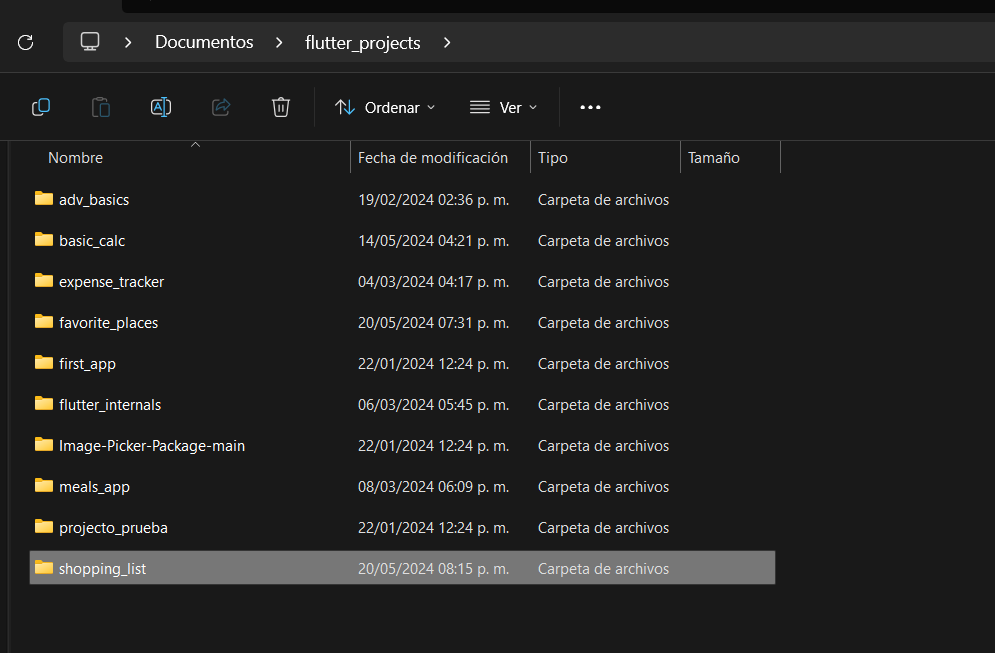 Documentos flutter_projects
Ordenar Ver
Nombre Fecha de modificación Tipo Tamaño
adv_basics 19/02/2024 02:36 p. m. Carpeta de archivos
basic_calc 14/05/2024 04:21 p. m. Carpeta de archivos
expense_tracker 04/03/2024 04:17 p. m. Carpeta de archivos
favorite_places 20/05/2024 07:31 p. m. Carpeta de archivos
first_app 22/01/2024 12:24 p. m. Carpeta de archivos
flutter_internals 06/03/2024 05:45 p. m. Carpeta de archivos
Image-Picker-Package-main 22/01/2024 12:24 p. m. Carpeta de archivos
meals_app 08/03/2024 06:09 p. m. Carpeta de archivos
projecto_prueba 22/01/2024 12:24 p. m. Carpeta de archivos
shopping_list 20/05/2024 08:15 p. m. Carpeta de archivos